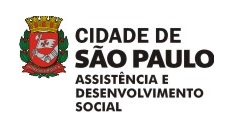 CIDADE DE
SÃO PAULO
ASSISTÊNCIA E
DESENVOLVIMENTO
SOCIAL